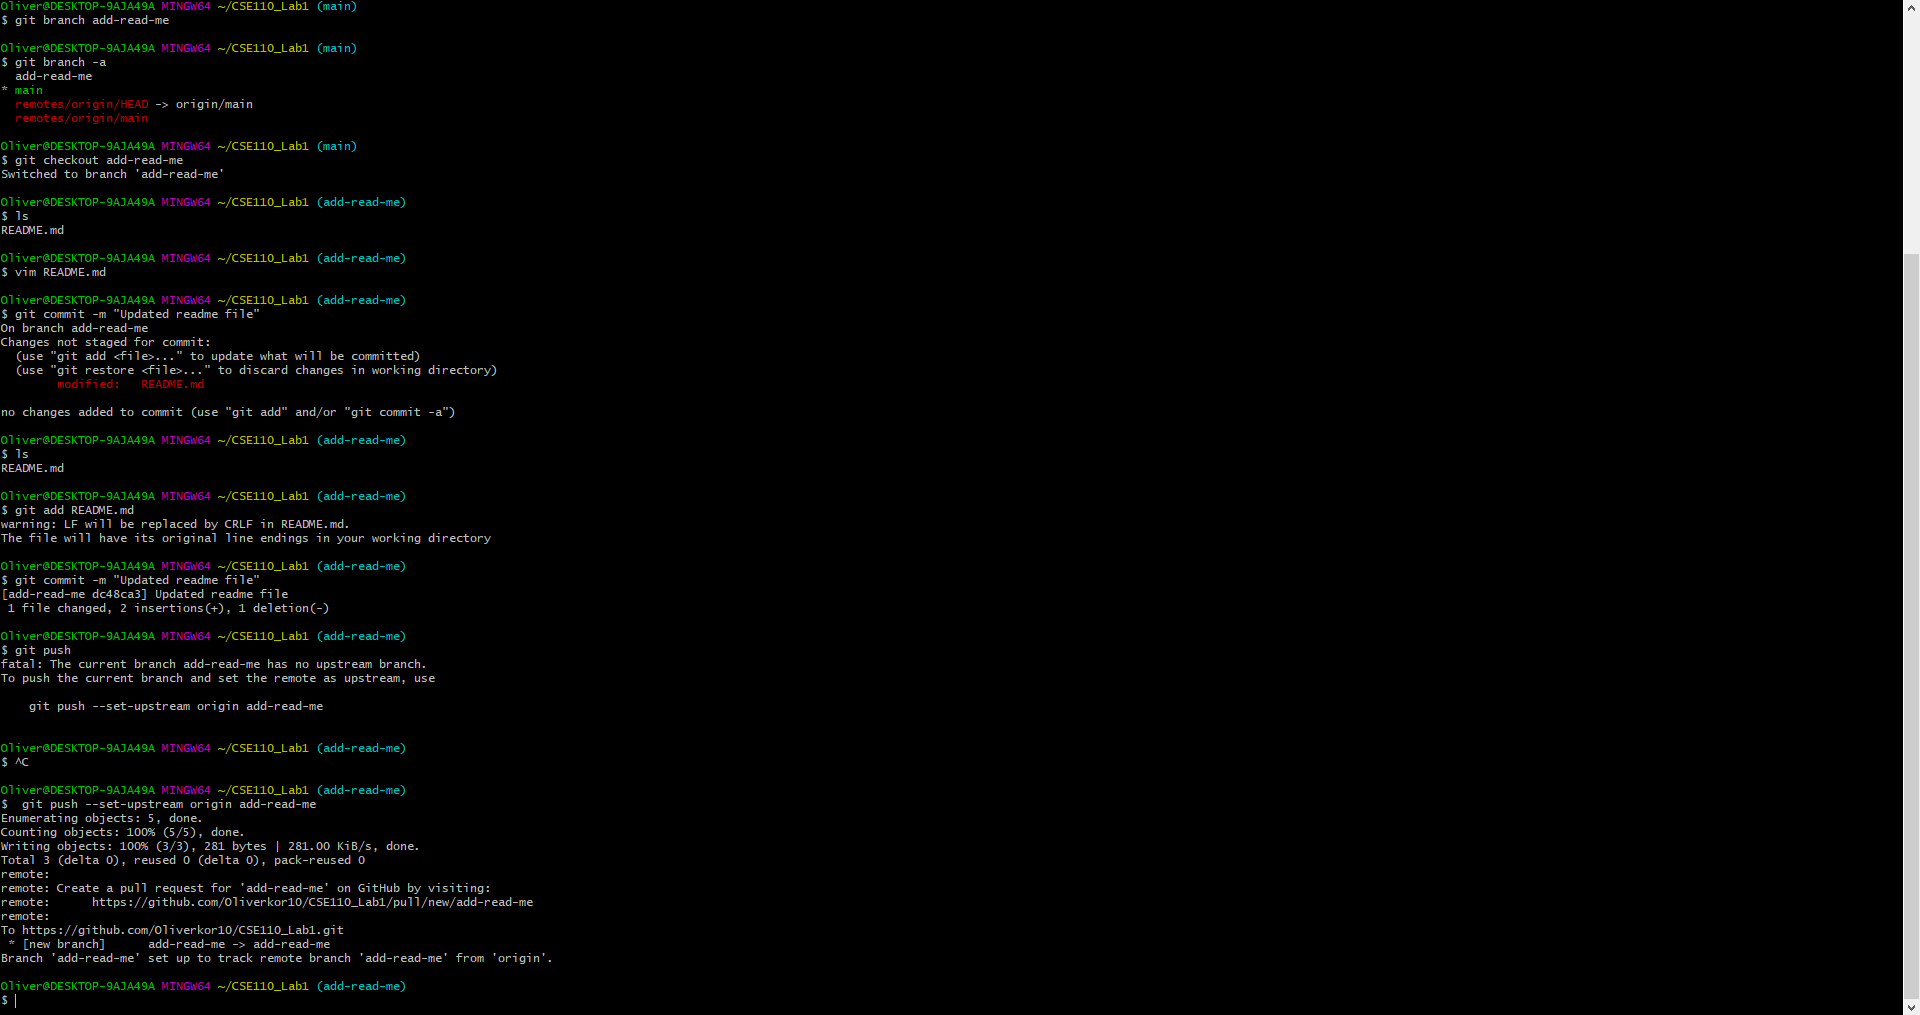 Oliver@DESKTOP-9AJA49A MINGW64 ~/CSE110_Lab1 (main)
$ git branch add-read-me
Oliver@DESKTOP-9AJA49A MINGW64 ~/CSE110_Lab1 (main)
$ git branch -a
  add-read-me
* main
  remotes/origin/HEAD -> origin/main
  remotes/origin/main
Oliver@DESKTOP-9AJA49A MINGW64 ~/CSE110_Lab1 (main)
$ git checkout add-read-me
Switched to branch 'add-read-me'
Oliver@DESKTOP-9AJA49A MINGW64 ~/CSE110_Lab1 (add-read-me)
$ ls
README.md
Oliver@DESKTOP-9AJA49A MINGW64 ~/CSE110_Lab1 (add-read-me)
$ vim README.md
Oliver@DESKTOP-9AJA49A MINGW64 ~/CSE110_Lab1 (add-read-me)
$ git commit -m "Updated readme file"
On branch add-read-me
Changes not staged for commit:
  (use "git add <file>..." to update what will be committed)
  (use "git restore <file>..." to discard changes in working directory)
        modified:   README.md
no changes added to commit (use "git add" and/or "git commit -a")
Oliver@DESKTOP-9AJA49A MINGW64 ~/CSE110_Lab1 (add-read-me)
$ ls
README.md
Oliver@DESKTOP-9AJA49A MINGW64 ~/CSE110_Lab1 (add-read-me)
$ git add README.md
warning: LF will be replaced by CRLF in README.md.
The file will have its original line endings in your working directory
Oliver@DESKTOP-9AJA49A MINGW64 ~/CSE110_Lab1 (add-read-me)
$ git commit -m "Updated readme file"
[add-read-me dc48ca3] Updated readme file
 1 file changed, 2 insertions(+), 1 deletion(-)
Oliver@DESKTOP-9AJA49A MINGW64 ~/CSE110_Lab1 (add-read-me)
$ git push
fatal: The current branch add-read-me has no upstream branch.
To push the current branch and set the remote as upstream, use
    git push --set-upstream origin add-read-me
Oliver@DESKTOP-9AJA49A MINGW64 ~/CSE110_Lab1 (add-read-me)
$ ^C
Oliver@DESKTOP-9AJA49A MINGW64 ~/CSE110_Lab1 (add-read-me)
$  git push --set-upstream origin add-read-me
Enumerating objects: 5, done.
Counting objects: 100% (5/5), done.
Writing objects: 100% (3/3), 281 bytes | 281.00 KiB/s, done.
Total 3 (delta 0), reused 0 (delta 0), pack-reused 0
remote:
remote: Create a pull request for 'add-read-me' on GitHub by visiting:
remote:      https://github.com/Oliverkor10/CSE110_Lab1/pull/new/add-read-me
remote:
To https://github.com/Oliverkor10/CSE110_Lab1.git
 * [new branch]      add-read-me -> add-read-me
Branch 'add-read-me' set up to track remote branch 'add-read-me' from 'origin'.
Oliver@DESKTOP-9AJA49A MINGW64 ~/CSE110_Lab1 (add-read-me)
$